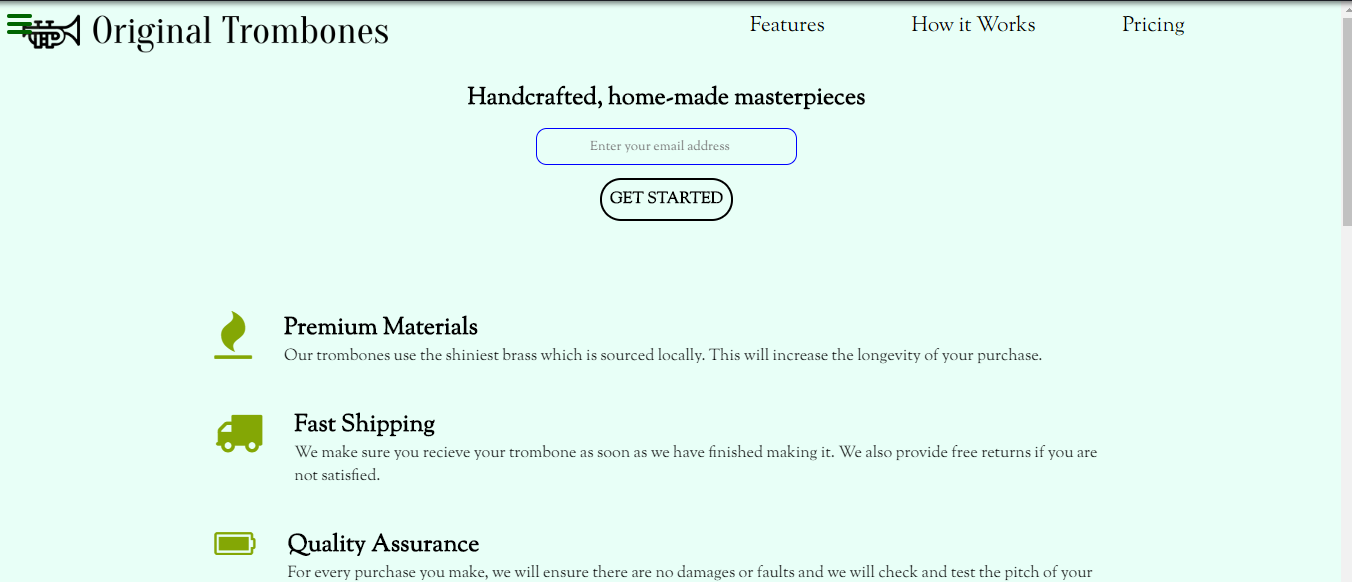 Original Trombones
Features
How it Works
Pricing
Handcrafted, home-made masterpieces
Enter your email address
GET STARTED
Premium Materials
Our trombones use the shiniest brass which is sourced locally. This will increase the longevity of your purchase.
Fast Shipping
We make sure you recieve your trombone as soon as we have finished making it. We also provide free returns if you are
not satisfied.
Quality Assurance
For every purchase you make, we will ensure there are no damages or faults and we will check and test the pitch of your